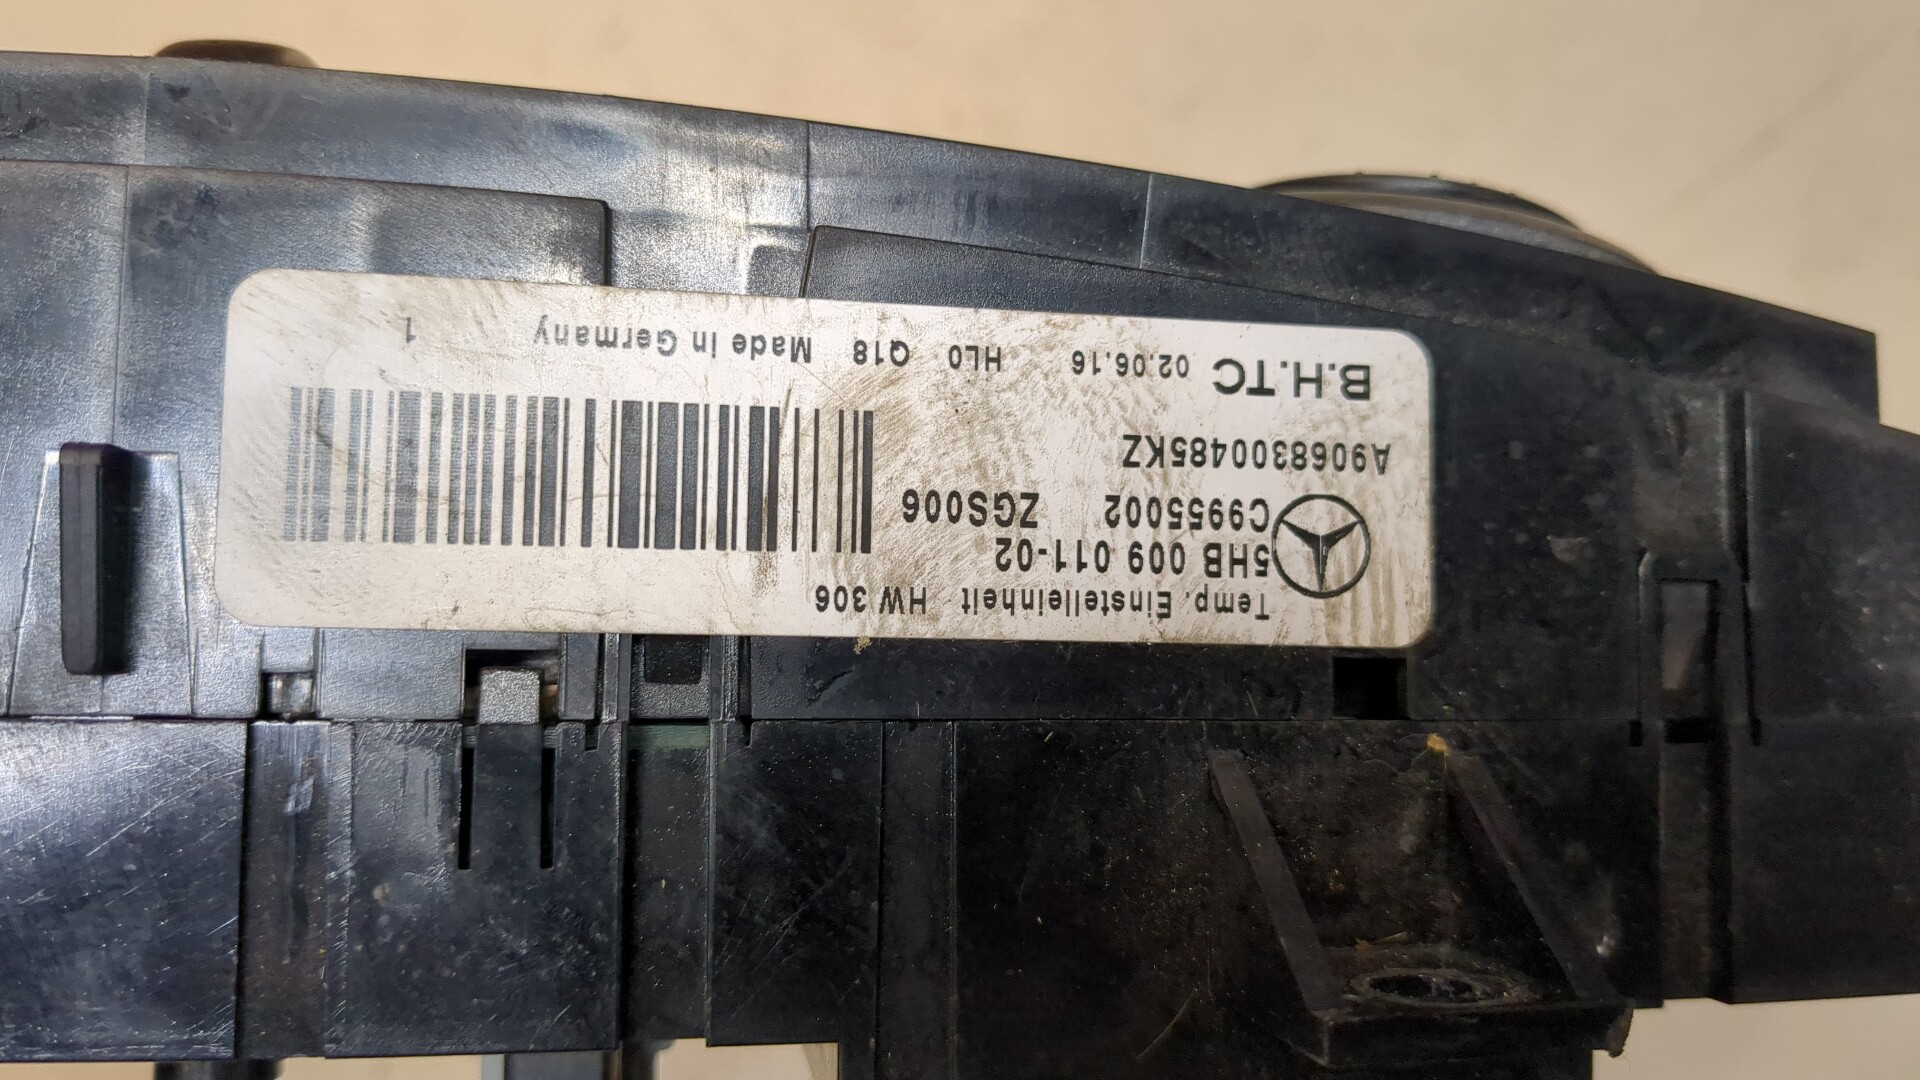 Temp. Einstelleinheit HW 306
5HB 009 011-02
C9955002 ZGS006
A9068300485KZ
B.H.TC 02.06.16 HL0 Q18 Made in Germany 1